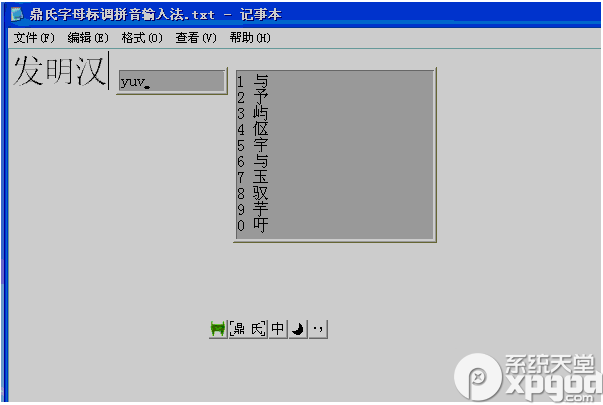 鼎氏字母标调拼音输入法.txt - 记事本
文件(F) 编辑(E) 格式(O) 查看(V) 帮助(H)
发明汉
yuv_
1 与
2 予
3 屿
4 伛
5 宇
6 与
7 玉
8 驭
9 芋
0 吁
[鼎 氏] 中
系统天堂
xpgod